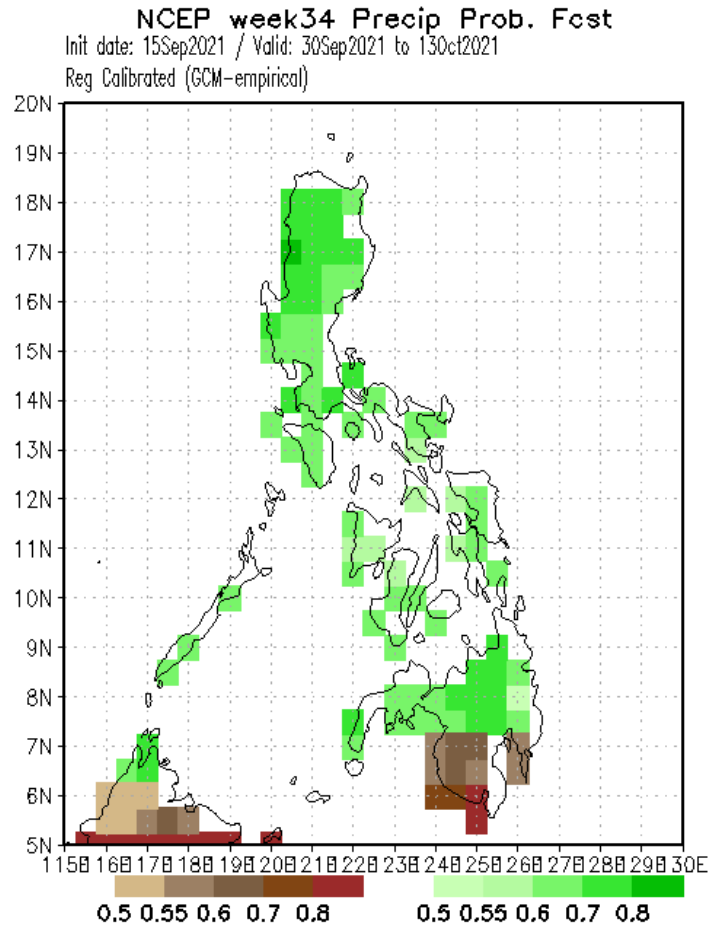 NCEP week34 Precip Prob. Fcst
Init date: 15Sep2021 / Valid: 30Sep2021 to 13Oct2021
Reg Calibrated (GCM-empirical)
20N
19N
18N
17N
16N
15N
14N
13N
12N
11N
10N
9N
8N
7N
6N
5N
115E 116E 117E 118E 119E 120E 121E 122E 123E 124E 125E 126E 127E 128E 129E 130E
0.5 0.55 0.6 0.7 0.8 0.5 0.55 0.6 0.7 0.8